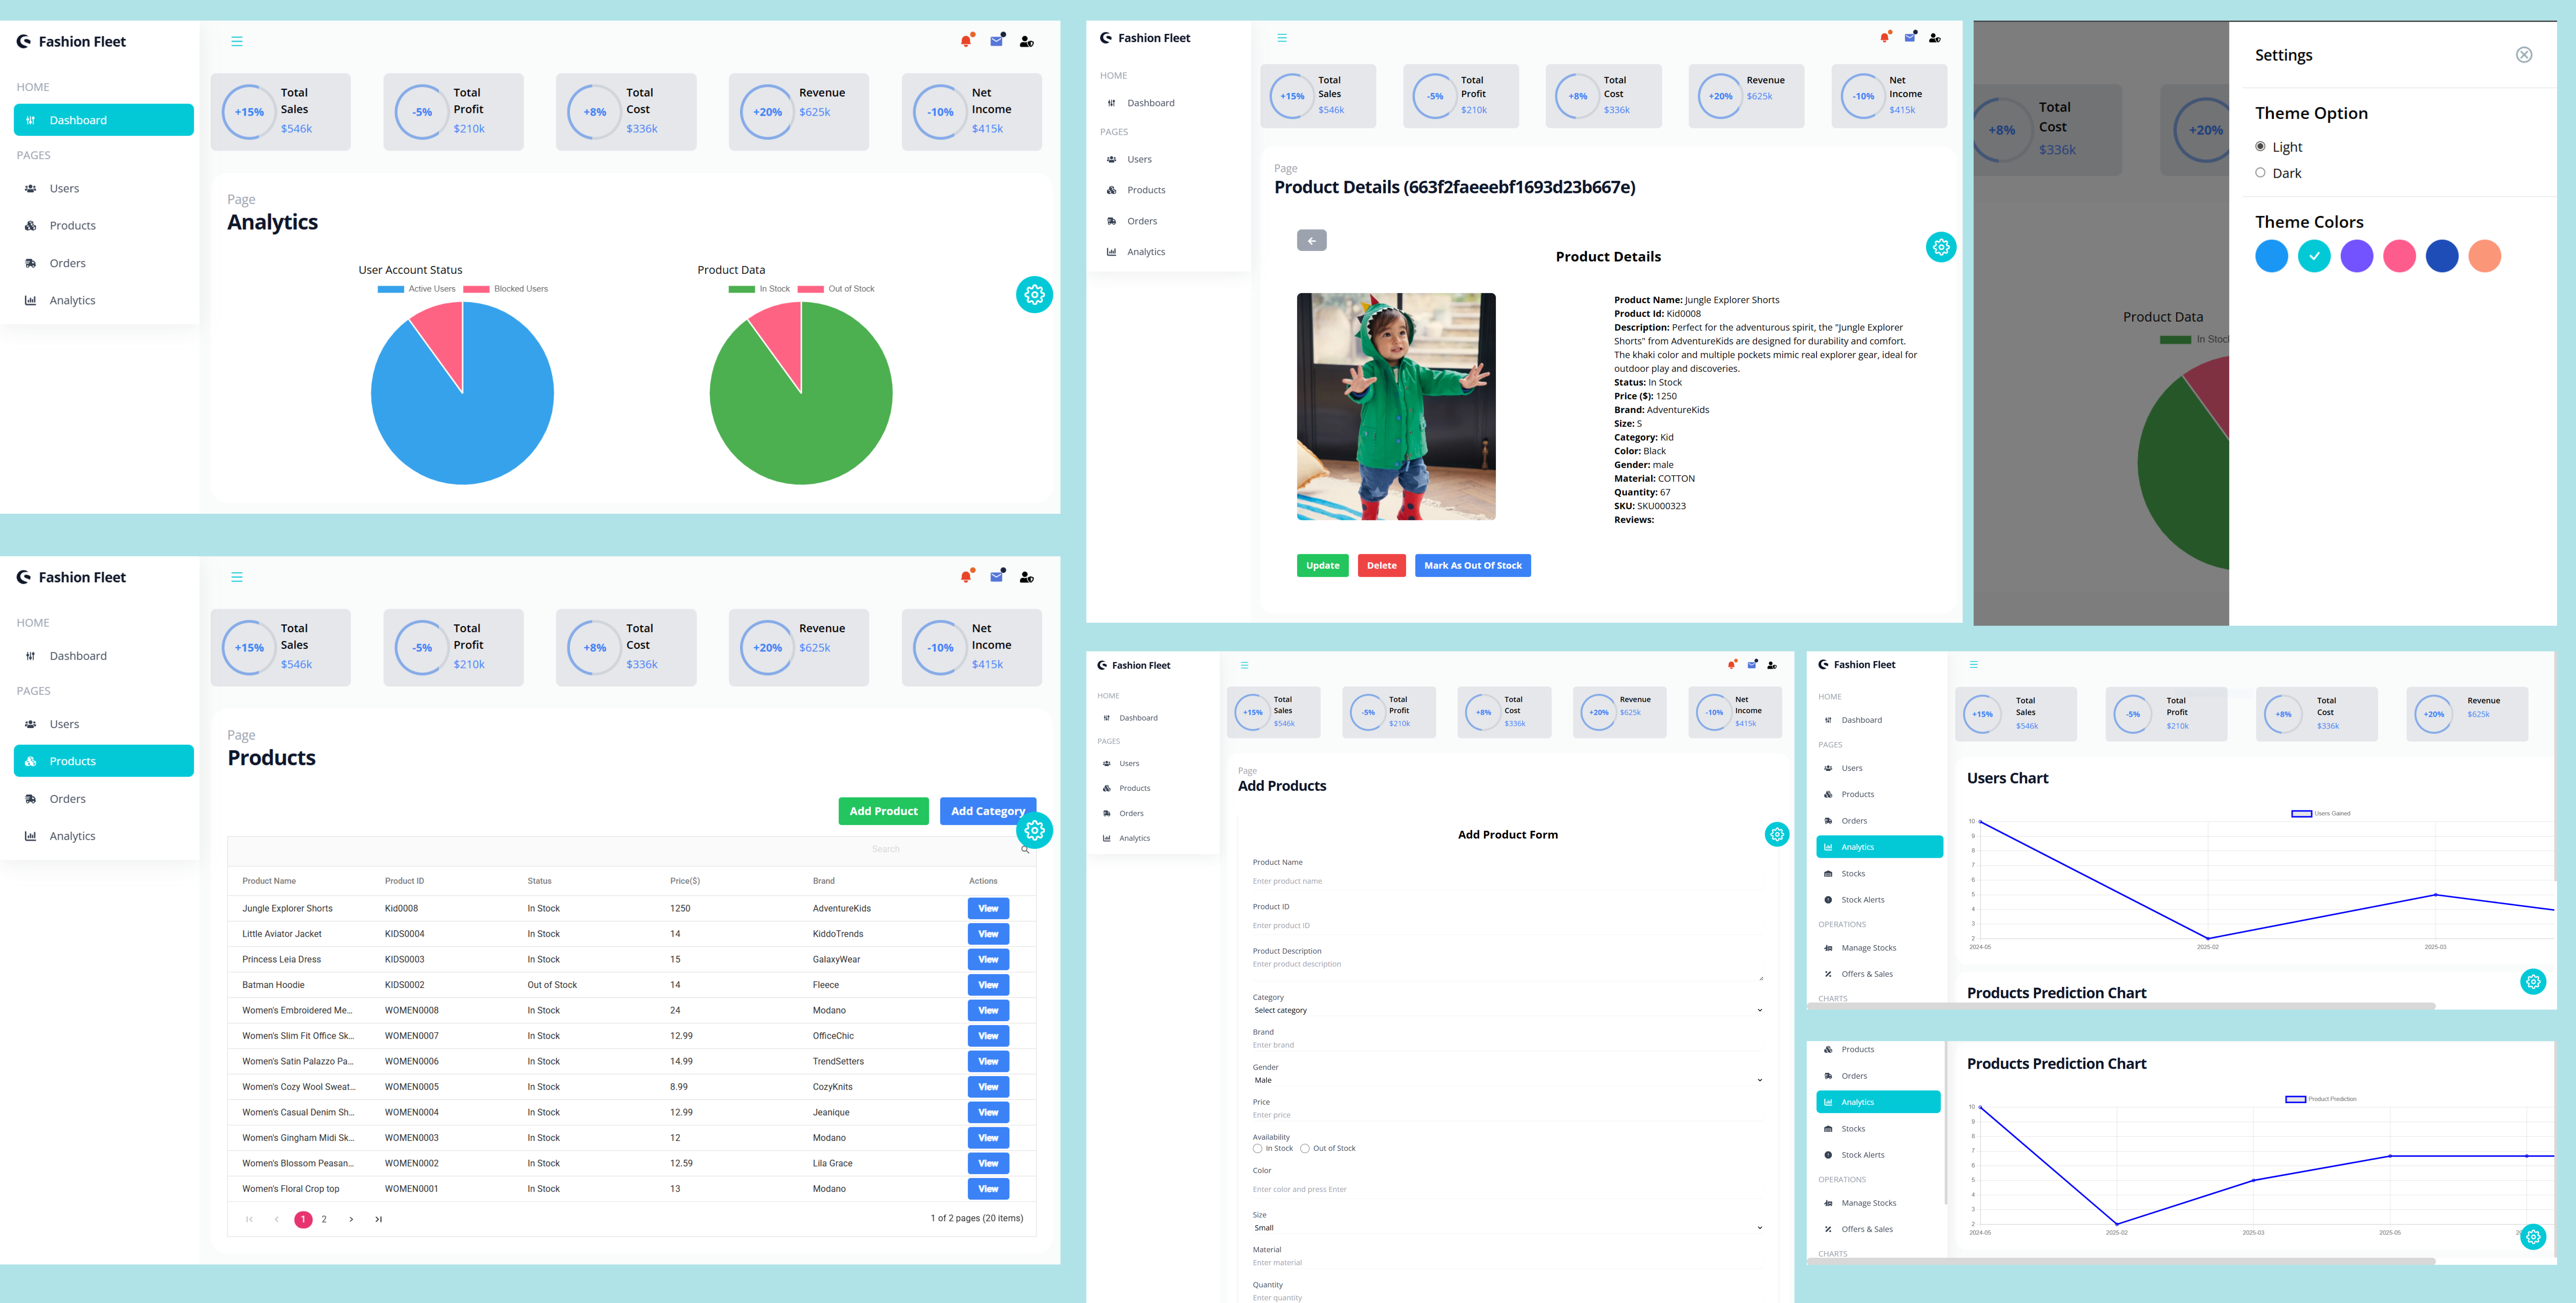 Fashion Fleet
HOME
Dashboard
PAGES
Users
Products
Orders
Analytics
+15%
Total
Sales
$546k
-5%
Total
Profit
$210k
+8%
Total
Cost
$336k
+20%
Revenue
$625k
-10%
Net
Income
$415k
Page
Analytics
User Account Status
Active Users Blocked Users
Product Data
In Stock Out of Stock
Fashion Fleet
HOME
Dashboard
PAGES
Users
Products
Orders
Analytics
+15%
Total
Sales
$546k
-5%
Total
Profit
$210k
+8%
Total
Cost
$336k
+20%
Revenue
$625k
-10%
Net
Income
$415k
Page
Product Details (663f2faeeebf1693d23b667e)
Product Details
Product Name: Jungle Explorer Shorts
Product Id: Kid0008
Description: Perfect for the adventurous spirit, the "Jungle Explorer
Shorts" from AdventureKids are designed for durability and comfort.
The khaki color and multiple pockets mimic real explorer gear, ideal for
outdoor play and discoveries.
Status: In Stock
Price ($): 1250
Brand: AdventureKids
Size: S
Category: Kid
Color: Black
Gender: male
Material: COTTON
Quantity: 67
SKU: SKU000323
Reviews:
Update Delete Mark As Out Of Stock
+8%
Total
Cost
$336k
+20%
Product Data
In Stock
Settings
Theme Option
Light
Dark
Theme Colors
Fashion Fleet
HOME
Dashboard
PAGES
Users
Products
Orders
Analytics
+15%
Total
Sales
$546k
-5%
Total
Profit
$210k
+8%
Total
Cost
$336k
+20%
Revenue
$625k
-10%
Net
Income
$415k
Page
Products
Add Product Add Category
Search
Product Name Product ID Status Price($) Brand Actions
Jungle Explorer Shorts Kid0008 In Stock 1250 AdventureKids View
Little Aviator Jacket KIDS0004 In Stock 14 KiddoTrends View
Princess Leia Dress KIDS0003 In Stock 15 GalaxyWear View
Batman Hoodie KIDS0002 Out of Stock 14 Fleece View
Women's Embroidered Me... WOMEN0008 In Stock 24 Modano View
Women's Slim Fit Office Sk... WOMEN0007 In Stock 12.99 OfficeChic View
Women's Satin Palazzo Pa... WOMEN0006 In Stock 14.99 TrendSetters View
Women's Cozy Wool Sweat... WOMEN0005 In Stock 8.99 CozyKnits View
Women's Casual Denim Sh... WOMEN0004 In Stock 12.99 Jeanique View
Women's Gingham Midi Sk... WOMEN0003 In Stock 12 Modano View
Women's Blossom Peasan... WOMEN0002 In Stock 12.59 Lila Grace View
Women's Floral Crop top WOMEN0001 In Stock 13 Modano View
1 2
1 of 2 pages (20 items)
Fashion Fleet
HOME
Dashboard
PAGES
Users
Products
Orders
Analytics
+15%
Total
Sales
$546k
-5%
Total
Profit
$210k
+8%
Total
Cost
$336k
+20%
Revenue
$625k
-10%
Net
Income
$415k
Page
Add Products
Add Product Form
Product Name
Enter product name
Product ID
Enter product ID
Product Description
Enter product description
Category
Select category
Brand
Enter brand
Gender
Male
Price
Enter price
Availability
In Stock Out of Stock
Color
Enter color and press Enter
Size
Small
Material
Enter material
Quantity
Enter quantity
Fashion Fleet
HOME
Dashboard
PAGES
Users
Products
Orders
Analytics
Stocks
Stock Alerts
OPERATIONS
Manage Stocks
Offers & Sales
CHARTS
+15%
Total
Sales
$546k
-5%
Total
Profit
$210k
+8%
Total
Cost
$336k
+20%
Revenue
$625k
Users Chart
Users Gained
10
9
8
7
6
5
4
3
2
2024-05 2025-02 2025-03
Products Prediction Chart
Products
Orders
Analytics
Stocks
Stock Alerts
OPERATIONS
Manage Stocks
Offers & Sales
CHARTS
Products Prediction Chart
Product Prediction
10
9
8
7
6
5
4
3
2
2024-05 2025-02 2025-03 2025-05